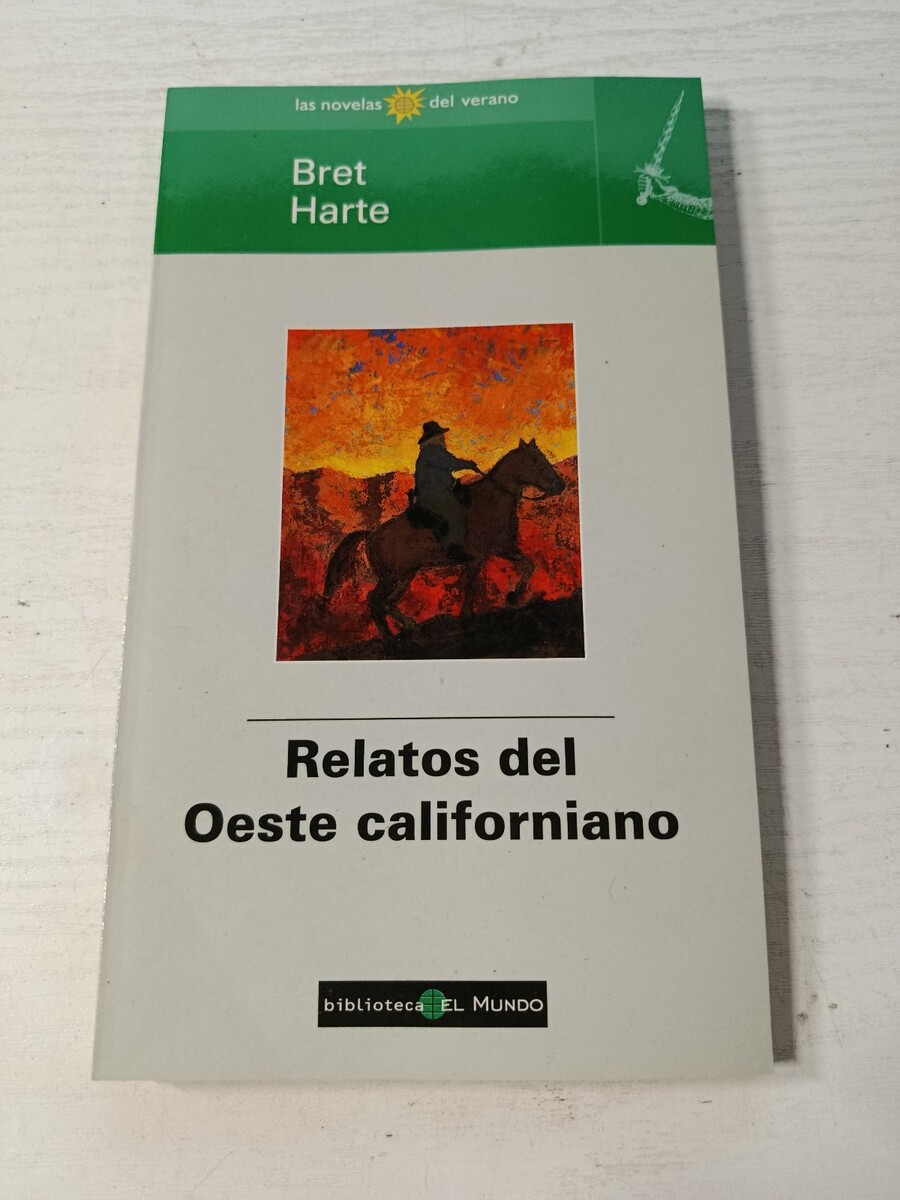 las novelas del verano
Bret
Harte
Relatos del
Oeste californiano
biblioteca EL MUNDO